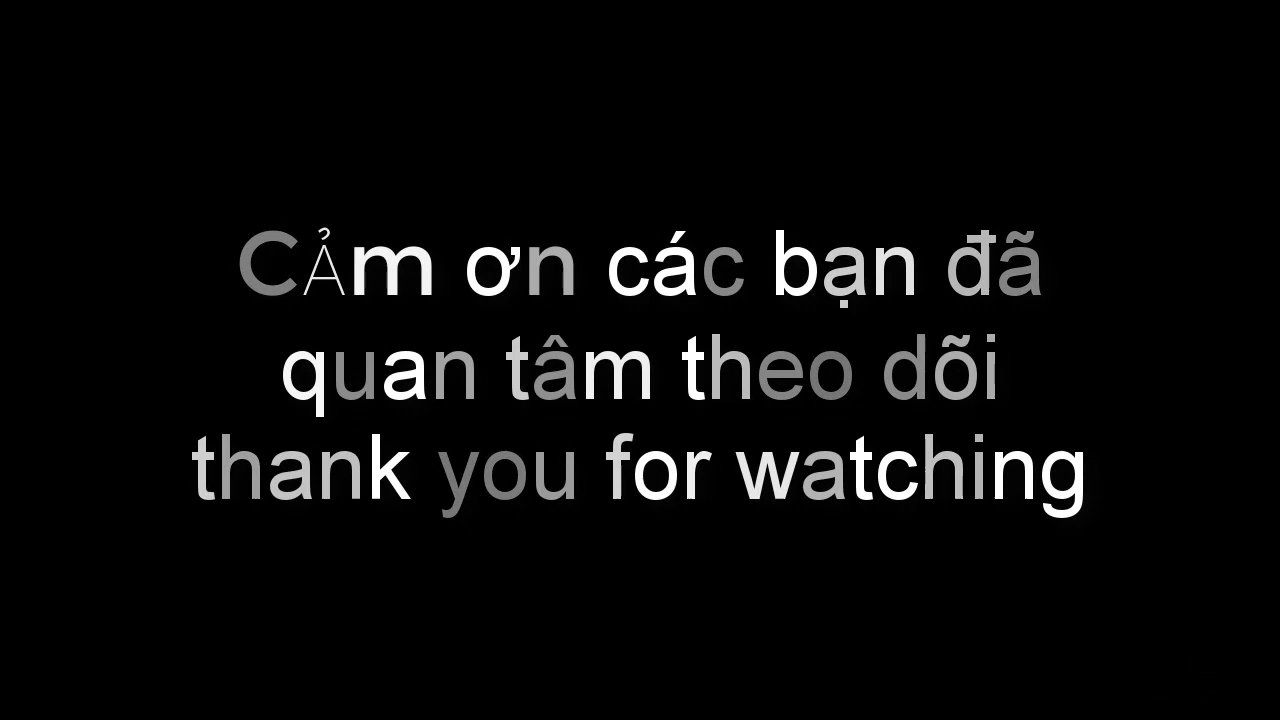 Cảm ơn các bạn đã
quan tâm theo dõi
thank you for watching